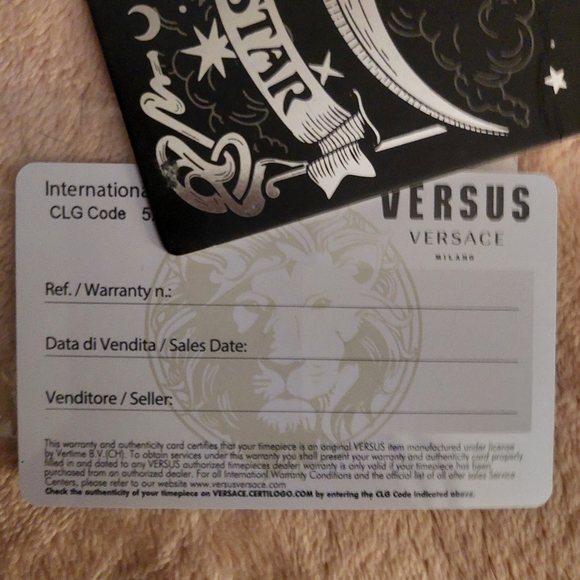 STAR
Internationa
CLG Code 5
VERSUS
VERSACE
MILANO
Ref. / Warranty n.:
Data di Vendita / Sales Date:
Venditore / Seller:
This warranty and authenticity card certifies that your timepiece is an original VERSUS item manufactured under license
by Vertime B.V.(CH). To obtain services under this warranty you shall present your warranty and authenticity card properly
filled in and dated to any VERSUS authorized timepieces dealer; warranty is only valid if your timepiece has been
purchased from an authorized dealer. For all International Warranty Conditions and the official list of all after sales Service
Centers, please refer to our website www.versusversace.com
Check the authenticity of your timepiece on VERSACE.CERTILOGO.COM by entering the CLG Code indicated above.